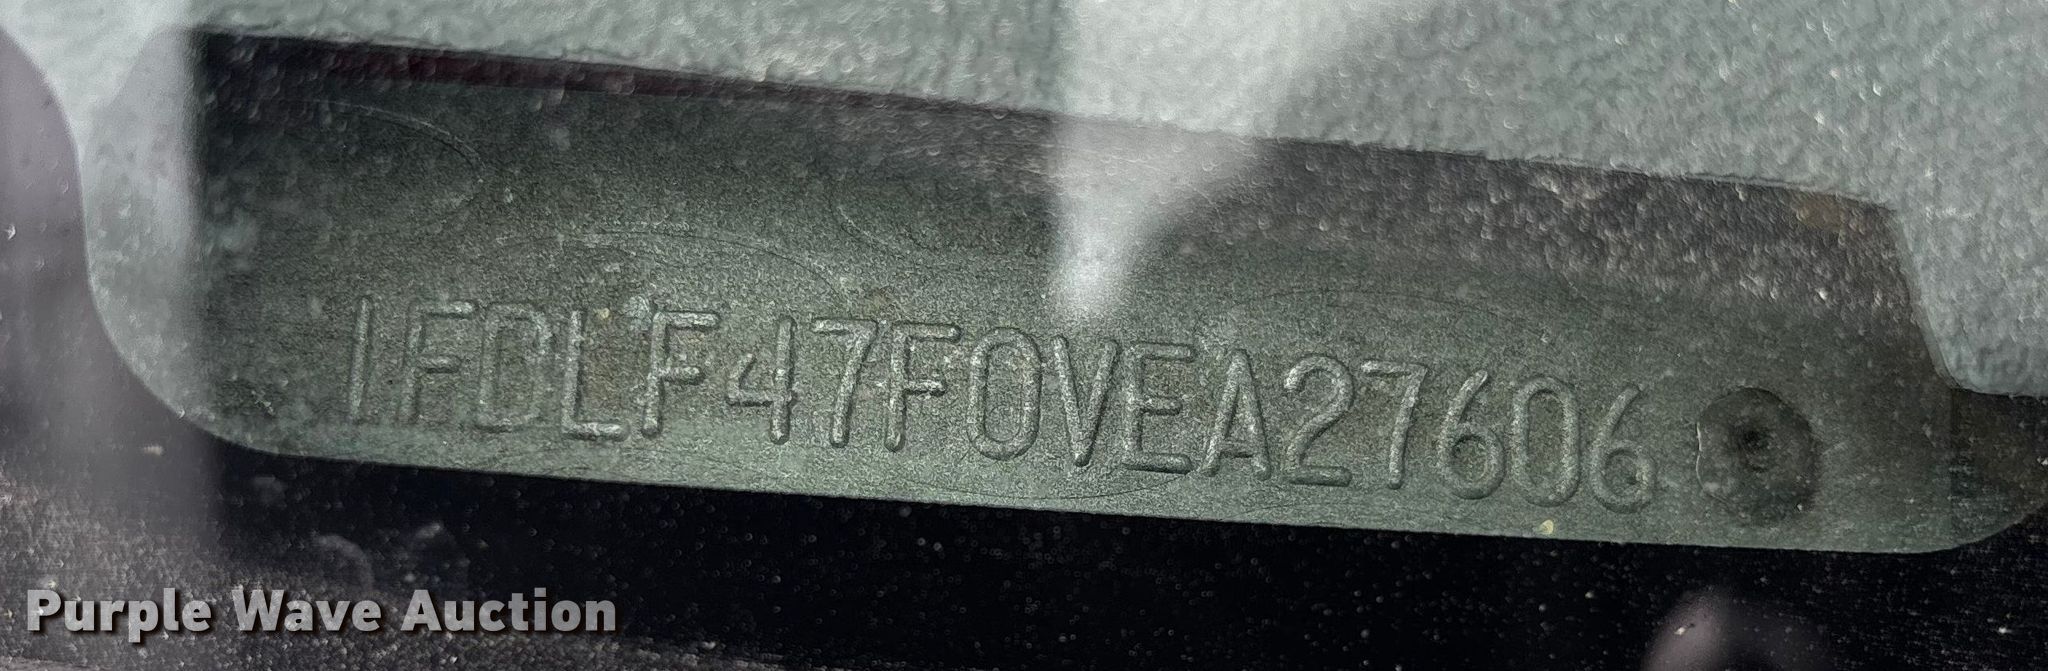 1FDLF47F0VEA27606
Purple Wave Auction